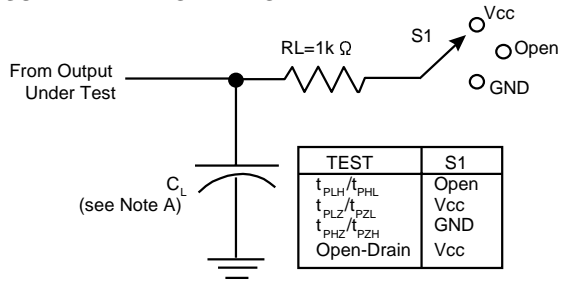 Vcc
S1
Open
RL=1k Ω
GND
From Output
Under Test
CL
(see Note A)
TEST S1
tPLH/tPHL Open
tPLZ/tPZL Vcc
tPHZ/tPZH GND
Open-Drain Vcc